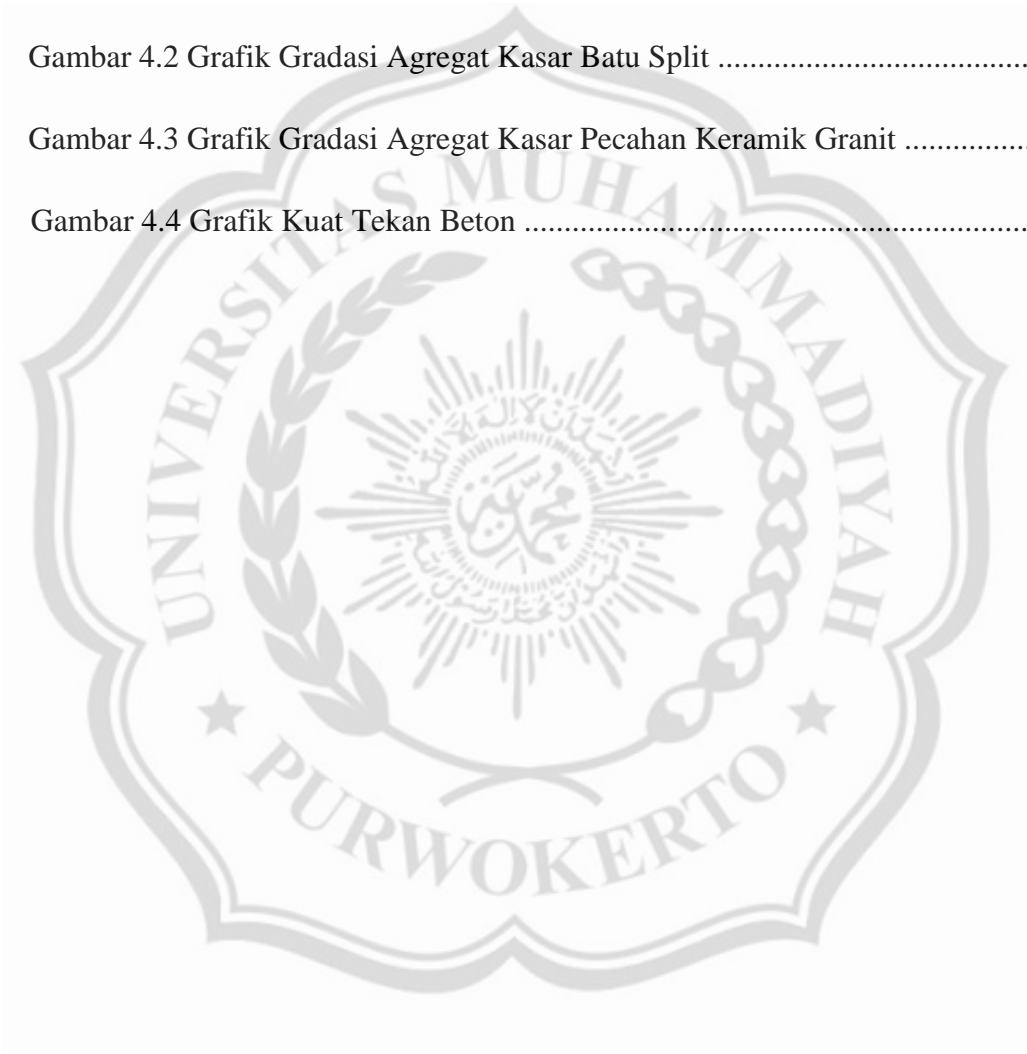 Gambar 4.2 Grafik Gradasi Agregat Kasar Batu Split .......................................
Gambar 4.3 Grafik Gradasi Agregat Kasar Pecahan Keramik Granit ................
Gambar 4.4 Grafik Kuat Tekan Beton ...............................................................
UNIVERSITAS MUHAMMADIYAH
PURWOKERTO
محمد